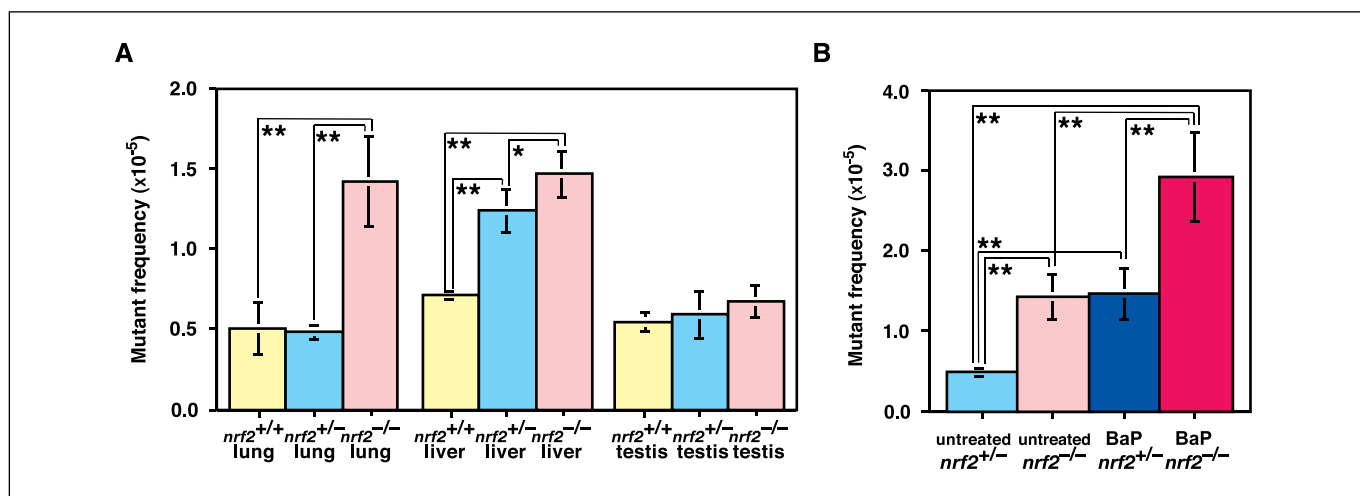 A
B
Mutant frequency (x10⁻⁵)
2.0
1.5
1.0
0.5
0.0
** **
** ** *
nrf2+/+ nrf2+/− nrf2−/− nrf2+/+ nrf2+/− nrf2−/− nrf2+/+ nrf2+/− nrf2−/−
lung lung lung liver liver liver testis testis testis
Mutant frequency (x10⁻⁵)
4.0
3.0
2.0
1.0
0.0
** ** **
**
**
untreated untreated BaP BaP
nrf2+/− nrf2−/− nrf2+/− nrf2−/−